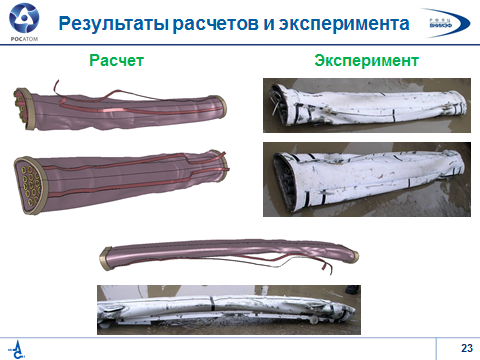 Результаты расчетов и эксперимента
РОСАТОМ
Расчет
Эксперимент
23